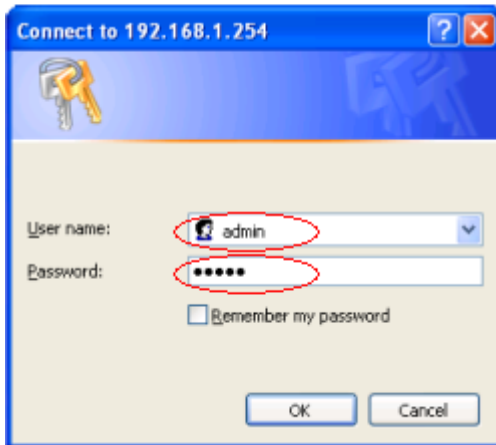 Connect to 192.168.1.254
User name: admin
Password: •••••
Remember my password
OK Cancel